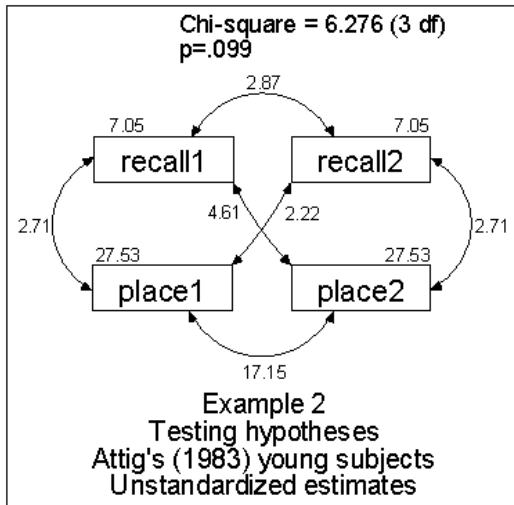 Chi-square = 6.276 (3 df)
p=.099
2.87
7.05
7.05
recall1
recall2
4.61
2.22
2.71
2.71
27.53
27.53
place1
place2
17.15
Example 2
Testing hypotheses
Attig's (1983) young subjects
Unstandardized estimates